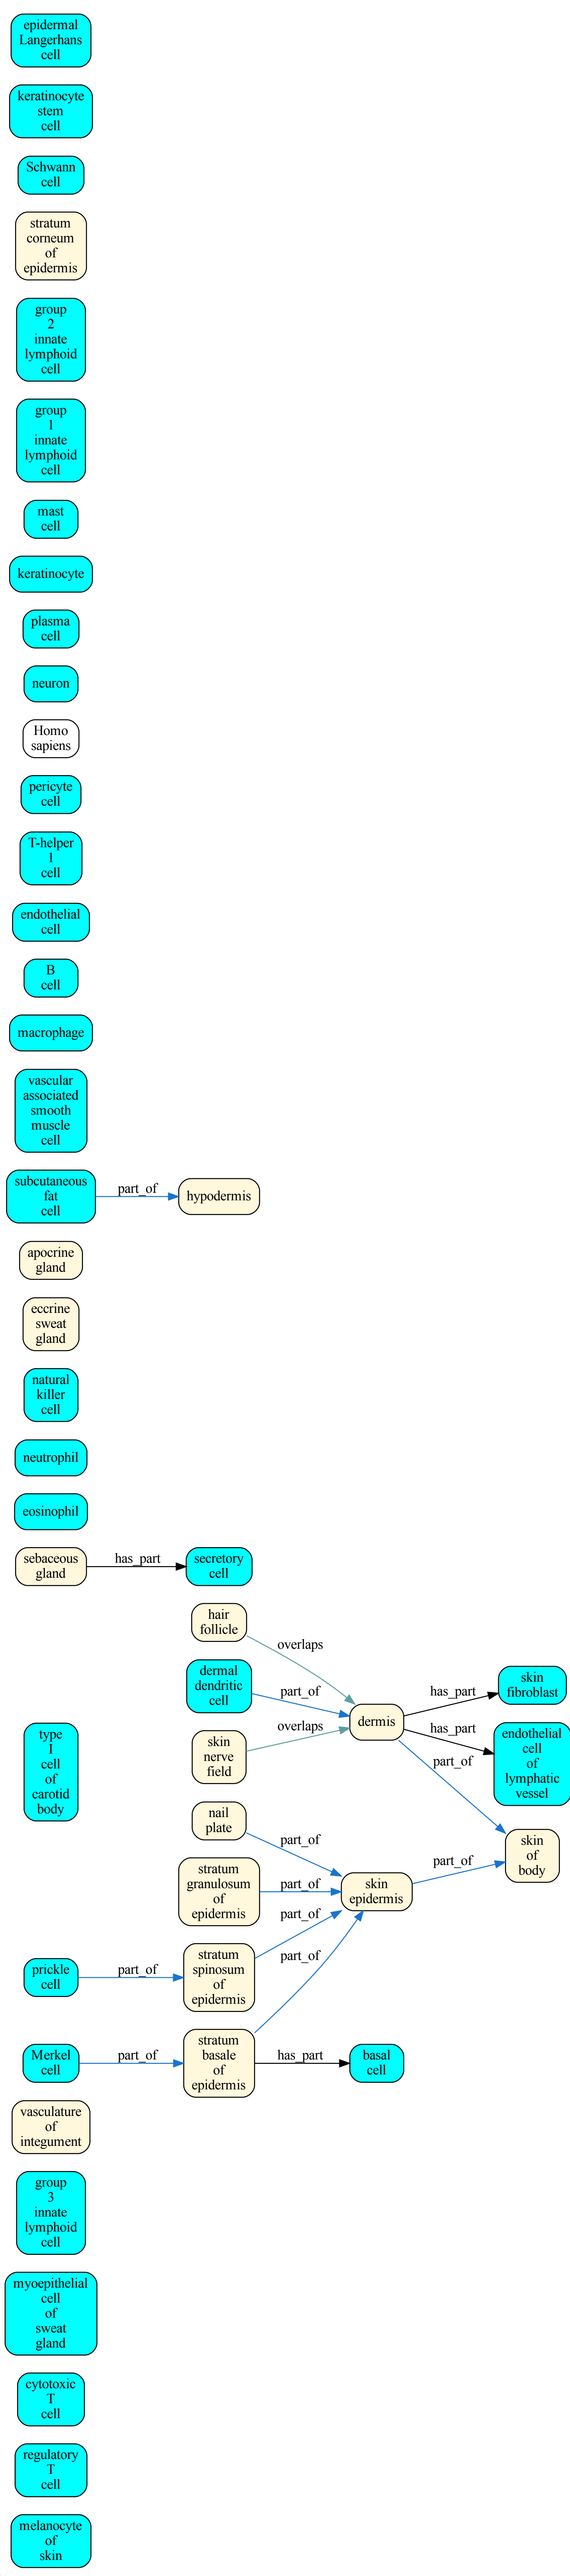 epidermal
Langerhans
cell
keratinocyte
stem
cell
Schwann
cell
stratum
corneum
of
epidermis
group
2
innate
lymphoid
cell
group
1
innate
lymphoid
cell
mast
cell
keratinocyte
plasma
cell
neuron
Homo
sapiens
pericyte
cell
T-helper
1
cell
endothelial
cell
B
cell
macrophage
vascular
associated
smooth
muscle
cell
subcutaneous
fat
cell
part_of
hypodermis
apocrine
gland
eccrine
sweat
gland
natural
killer
cell
neutrophil
eosinophil
sebaceous
gland
has_part
secretory
cell
hair
follicle
overlaps
dermal
dendritic
cell
part_of
skin
nerve
field
overlaps
dermis
has_part
skin
fibroblast
has_part
endothelial
cell
of
lymphatic
vessel
part_of
type
I
cell
of
carotid
body
nail
plate
part_of
stratum
granulosum
of
epidermis
part_of
skin
epidermis
part_of
skin
of
body
prickle
cell
part_of
stratum
spinosum
of
epidermis
part_of
part_of
Merkel
cell
part_of
stratum
basale
of
epidermis
has_part
basal
cell
vasculature
of
integument
group
3
innate
lymphoid
cell
myoepithelial
cell
of
sweat
gland
cytotoxic
T
cell
regulatory
T
cell
melanocyte
of
skin